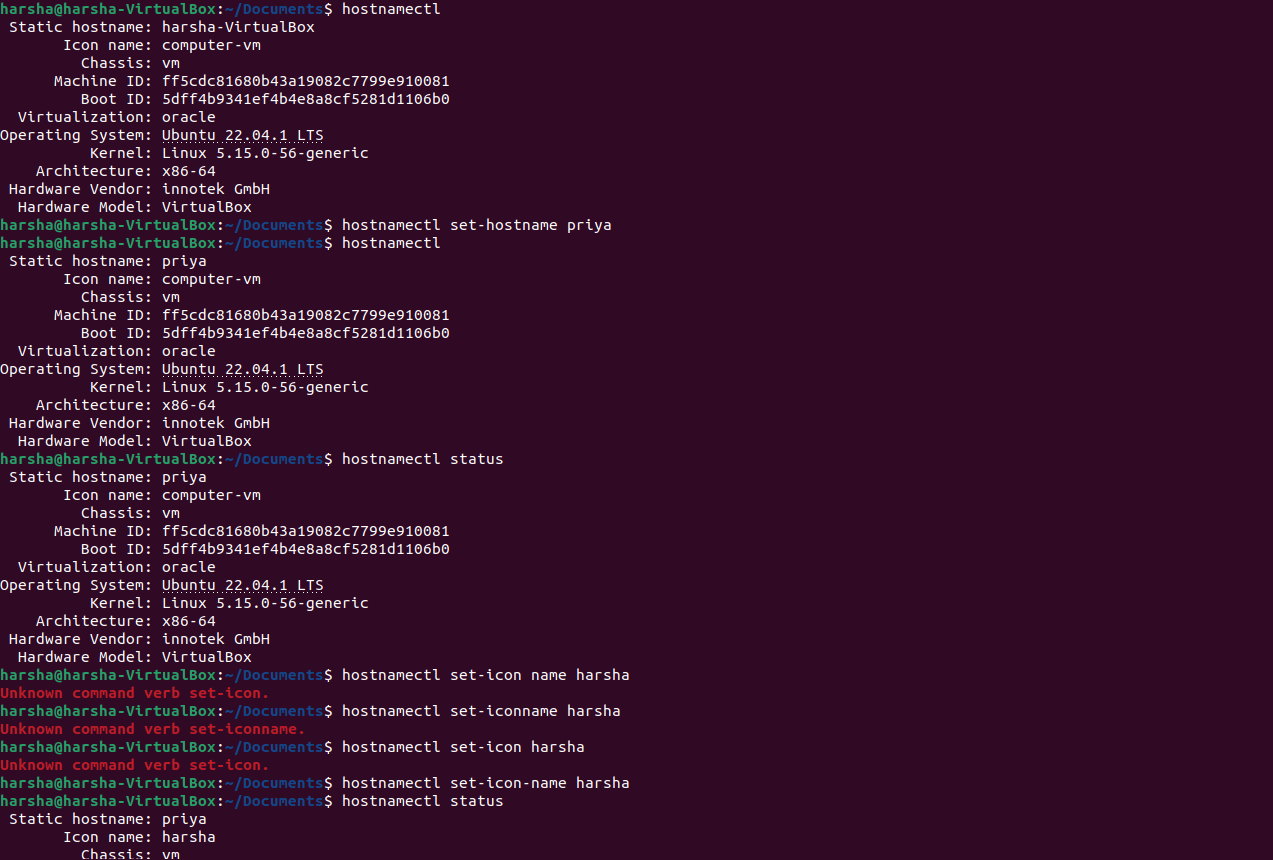 harsha@harsha-VirtualBox:~/Documents$ hostnamectl
Static hostname: harsha-VirtualBox
Icon name: computer-vm
Chassis: vm
Machine ID: ff5cdc81680b43a19082c7799e910081
Boot ID: 5dff4b9341ef4b4e8a8cf5281d1106b0
Virtualization: oracle
Operating System: Ubuntu 22.04.1 LTS
Kernel: Linux 5.15.0-56-generic
Architecture: x86-64
Hardware Vendor: innotek GmbH
Hardware Model: VirtualBox
harsha@harsha-VirtualBox:~/Documents$ hostnamectl set-hostname priya
harsha@harsha-VirtualBox:~/Documents$ hostnamectl
Static hostname: priya
Icon name: computer-vm
Chassis: vm
Machine ID: ff5cdc81680b43a19082c7799e910081
Boot ID: 5dff4b9341ef4b4e8a8cf5281d1106b0
Virtualization: oracle
Operating System: Ubuntu 22.04.1 LTS
Kernel: Linux 5.15.0-56-generic
Architecture: x86-64
Hardware Vendor: innotek GmbH
Hardware Model: VirtualBox
harsha@harsha-VirtualBox:~/Documents$ hostnamectl status
Static hostname: priya
Icon name: computer-vm
Chassis: vm
Machine ID: ff5cdc81680b43a19082c7799e910081
Boot ID: 5dff4b9341ef4b4e8a8cf5281d1106b0
Virtualization: oracle
Operating System: Ubuntu 22.04.1 LTS
Kernel: Linux 5.15.0-56-generic
Architecture: x86-64
Hardware Vendor: innotek GmbH
Hardware Model: VirtualBox
harsha@harsha-VirtualBox:~/Documents$ hostnamectl set-icon name harsha
Unknown command verb set-icon.
harsha@harsha-VirtualBox:~/Documents$ hostnamectl set-iconname harsha
Unknown command verb set-iconname.
harsha@harsha-VirtualBox:~/Documents$ hostnamectl set-icon harsha
Unknown command verb set-icon.
harsha@harsha-VirtualBox:~/Documents$ hostnamectl set-icon-name harsha
harsha@harsha-VirtualBox:~/Documents$ hostnamectl status
Static hostname: priya
Icon name: harsha
Chassis: vm